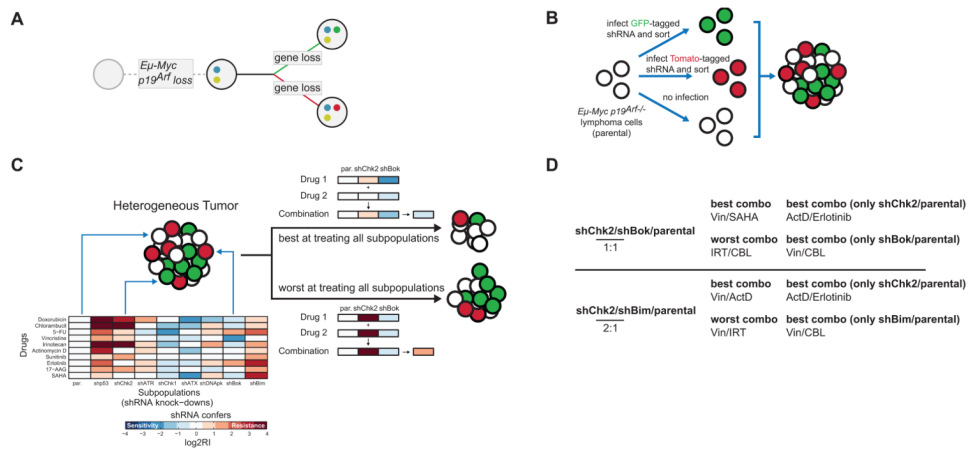 A
Eμ-Myc
p19Arf loss
gene loss
gene loss
B
infect GFP-tagged
shRNA and sort
infect Tomato-tagged
shRNA and sort
no infection
Eμ-Myc p19Arf-/-
lymphoma cells
(parental)
C
Heterogeneous Tumor
par. shChk2 shBok
Drug 1
+
Drug 2
Combination
best at treating all subpopulations
worst at treating all subpopulations
par. shChk2 shBok
Drug 1
+
Drug 2
Combination
Drugs
Doxorubicin
Chlorambucil
5-FU
Vincristine
Irinotecan
Actinomycin D
Sunitinib
Erlotinib
17-AAG
SAHA
par. shp53 shChk2 shATR shChk1 shATX shDNApk shBok shBim
Subpopulations
(shRNA knock-downs)
shRNA confers
Sensitivity Resistance
−4 −3 −2 −1 0 1 2 3 4
log2RI
D
shChk2/shBok/parental
1:1
best combo best combo (only shChk2/parental)
Vin/SAHA ActD/Erlotinib
worst combo best combo (only shBok/parental)
IRT/CBL Vin/CBL
shChk2/shBim/parental
2:1
best combo best combo (only shChk2/parental)
Vin/ActD ActD/Erlotinib
worst combo best combo (only shBim/parental)
Vin/IRT Vin/CBL